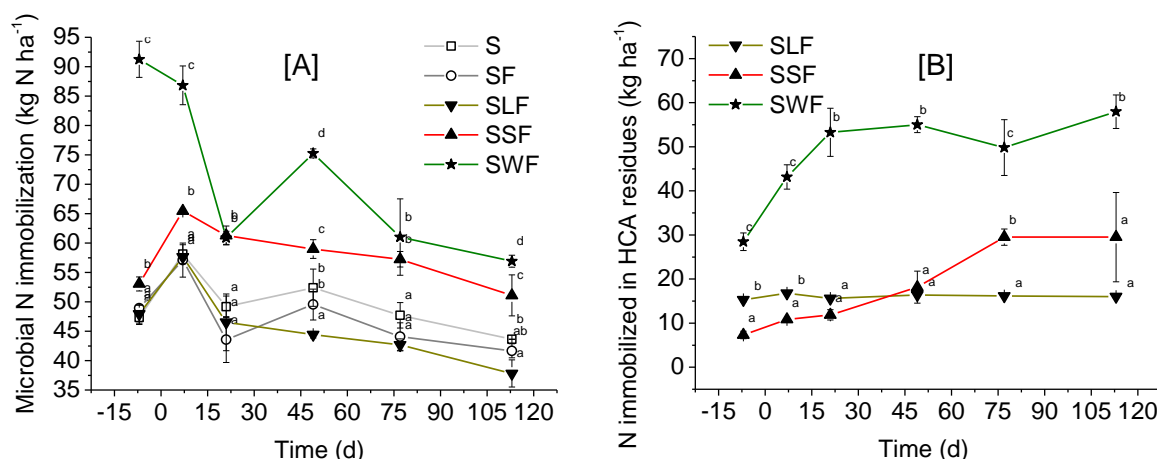 Microbial N immobilization (kg N ha⁻¹)
95
90
85
80
75
70
65
60
55
50
45
40
35
-15 0 15 30 45 60 75 90 105 120
Time (d)
[A]
S
SF
SLF
SSF
SWF
c c b d b d
b b b c b c
a a a b a b
a a a b a ab
a a a a a a
N immobilized in HCA residues (kg ha⁻¹)
70
60
50
40
30
20
10
0
-15 0 15 30 45 60 75 90 105 120
Time (d)
[B]
SLF
SSF
SWF
c c b b c b
b b a a a a
a a a a b a